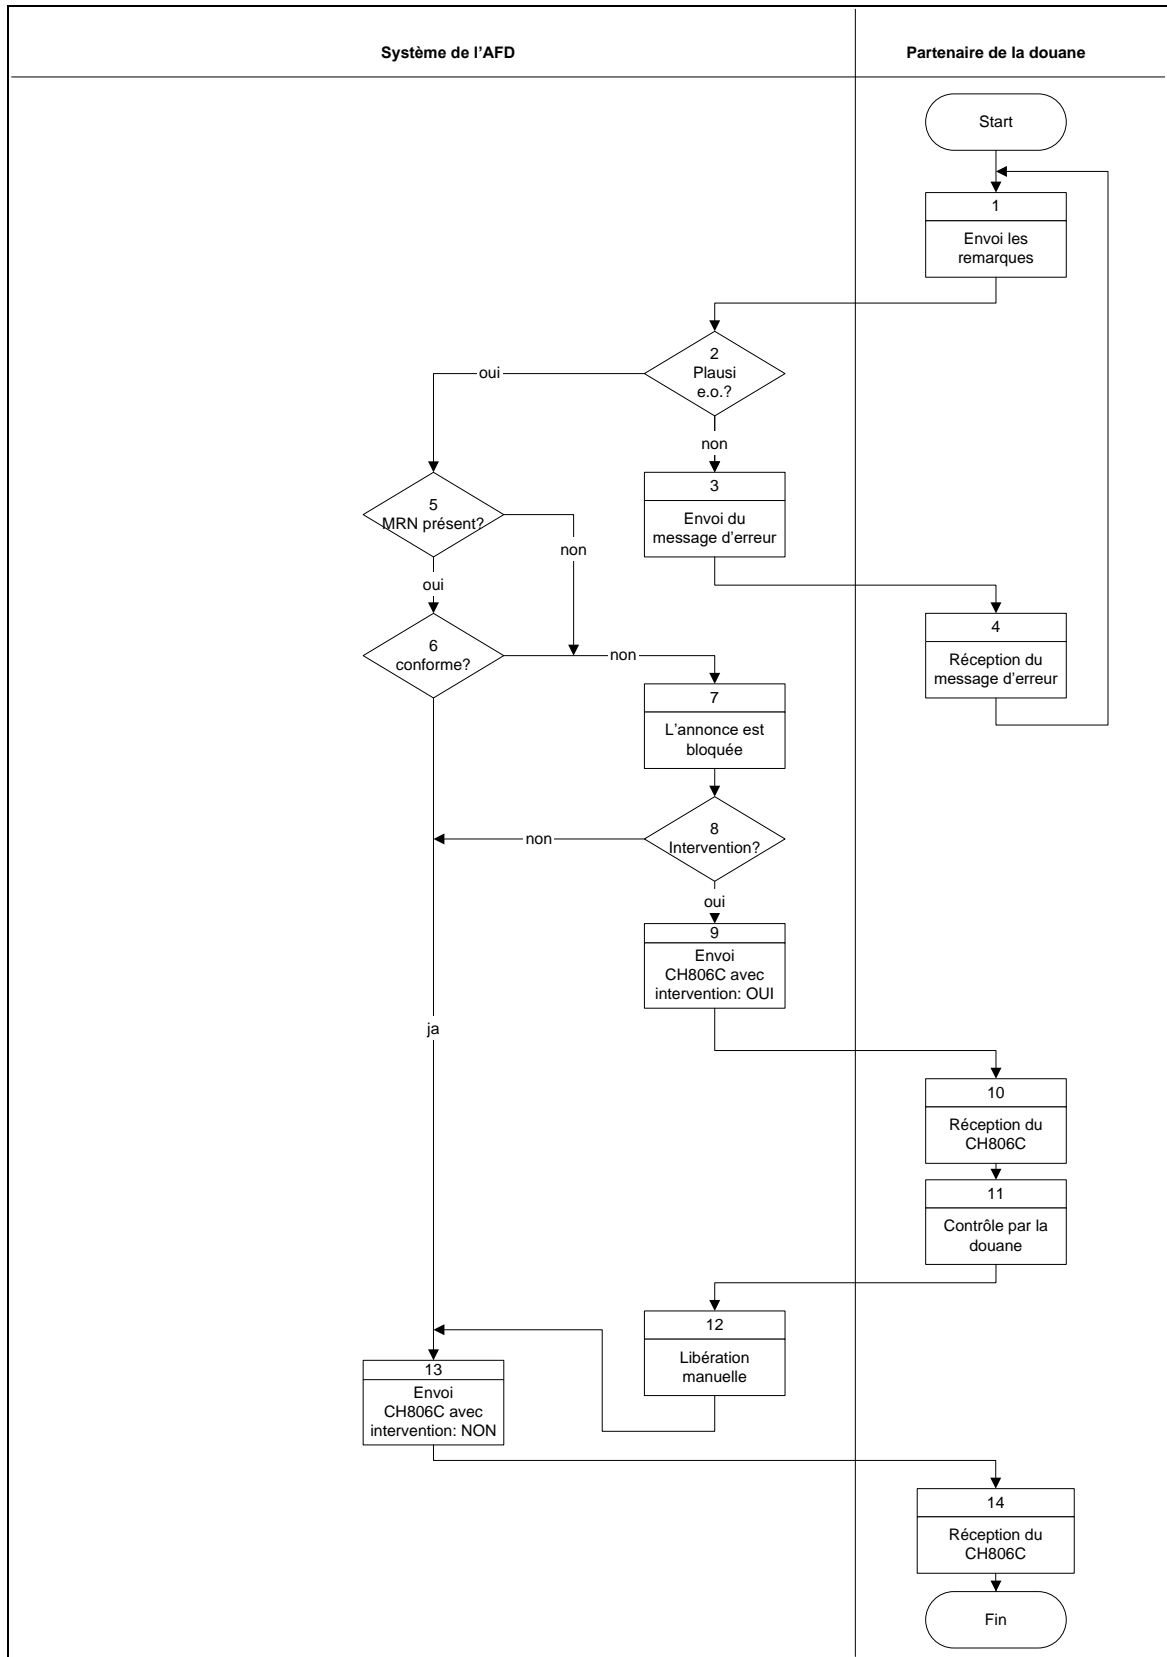 Système de l'AFD
Partenaire de la douane
Start
1
Envoi les
remarques
2
Plausi
e.o.?
oui
non
3
Envoi du
message d'erreur
5
MRN présent?
non
oui
4
Réception du
message d'erreur
6
conforme?
non
7
L'annonce est
bloquée
8
Intervention?
non
oui
9
Envoi
CH806C avec
intervention: OUI
ja
10
Réception du
CH806C
11
Contrôle par la
douane
12
Libération
manuelle
13
Envoi
CH806C avec
intervention: NON
14
Réception du
CH806C
Fin